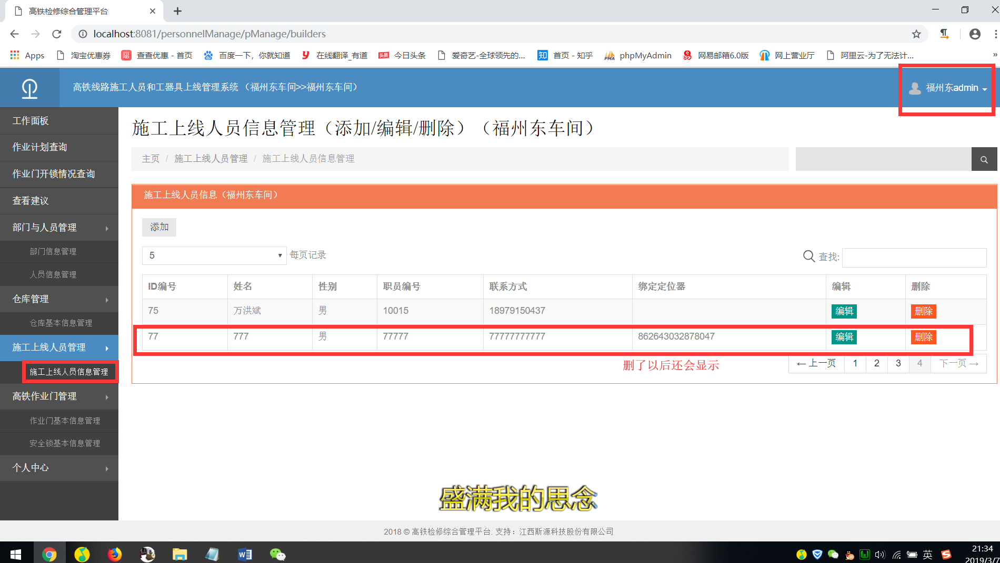 高铁检修综合管理平台
localhost:8081/personnelManage/pManage/builders
Apps 淘宝优惠券 惠 查查优惠 - 首页 百度一下，你就知道 y 在线翻译_有道 头条 今日头条 爱奇艺-全球领先的... 知 首页 - 知乎 PMA phpMyAdmin 网易邮箱6.0版 网上营业厅 阿里云-为了无法计... »
高铁线路施工人员和工器具上线管理系统 （福州东车间>>福州东车间）
福州东admin
工作面板
作业计划查询
作业门开锁情况查询
查看建议
部门与人员管理
部门信息管理
人员信息管理
仓库管理
仓库基本信息管理
施工上线人员管理
施工上线人员信息管理
高铁作业门管理
作业门基本信息管理
安全锁基本信息管理
个人中心
施工上线人员信息管理（添加/编辑/删除）（福州东车间）
主页 / 施工上线人员管理 / 施工上线人员信息管理
施工上线人员信息（福州东车间）
添加
5 每页记录
查找:
ID编号 姓名 性别 职员编号 联系方式 绑定定位器 编辑 删除
75 万洪斌 男 10015 18979150437 编辑 删除
77 777 男 77777 77777777777 862643032878047 编辑 删除
删了以后还会显示
← 上一页 1 2 3 4 下一页 →
盛满我的思念
2018 © 高铁检修综合管理平台. 支持：江西斯源科技股份有限公司
英
21:34
2019/3/7